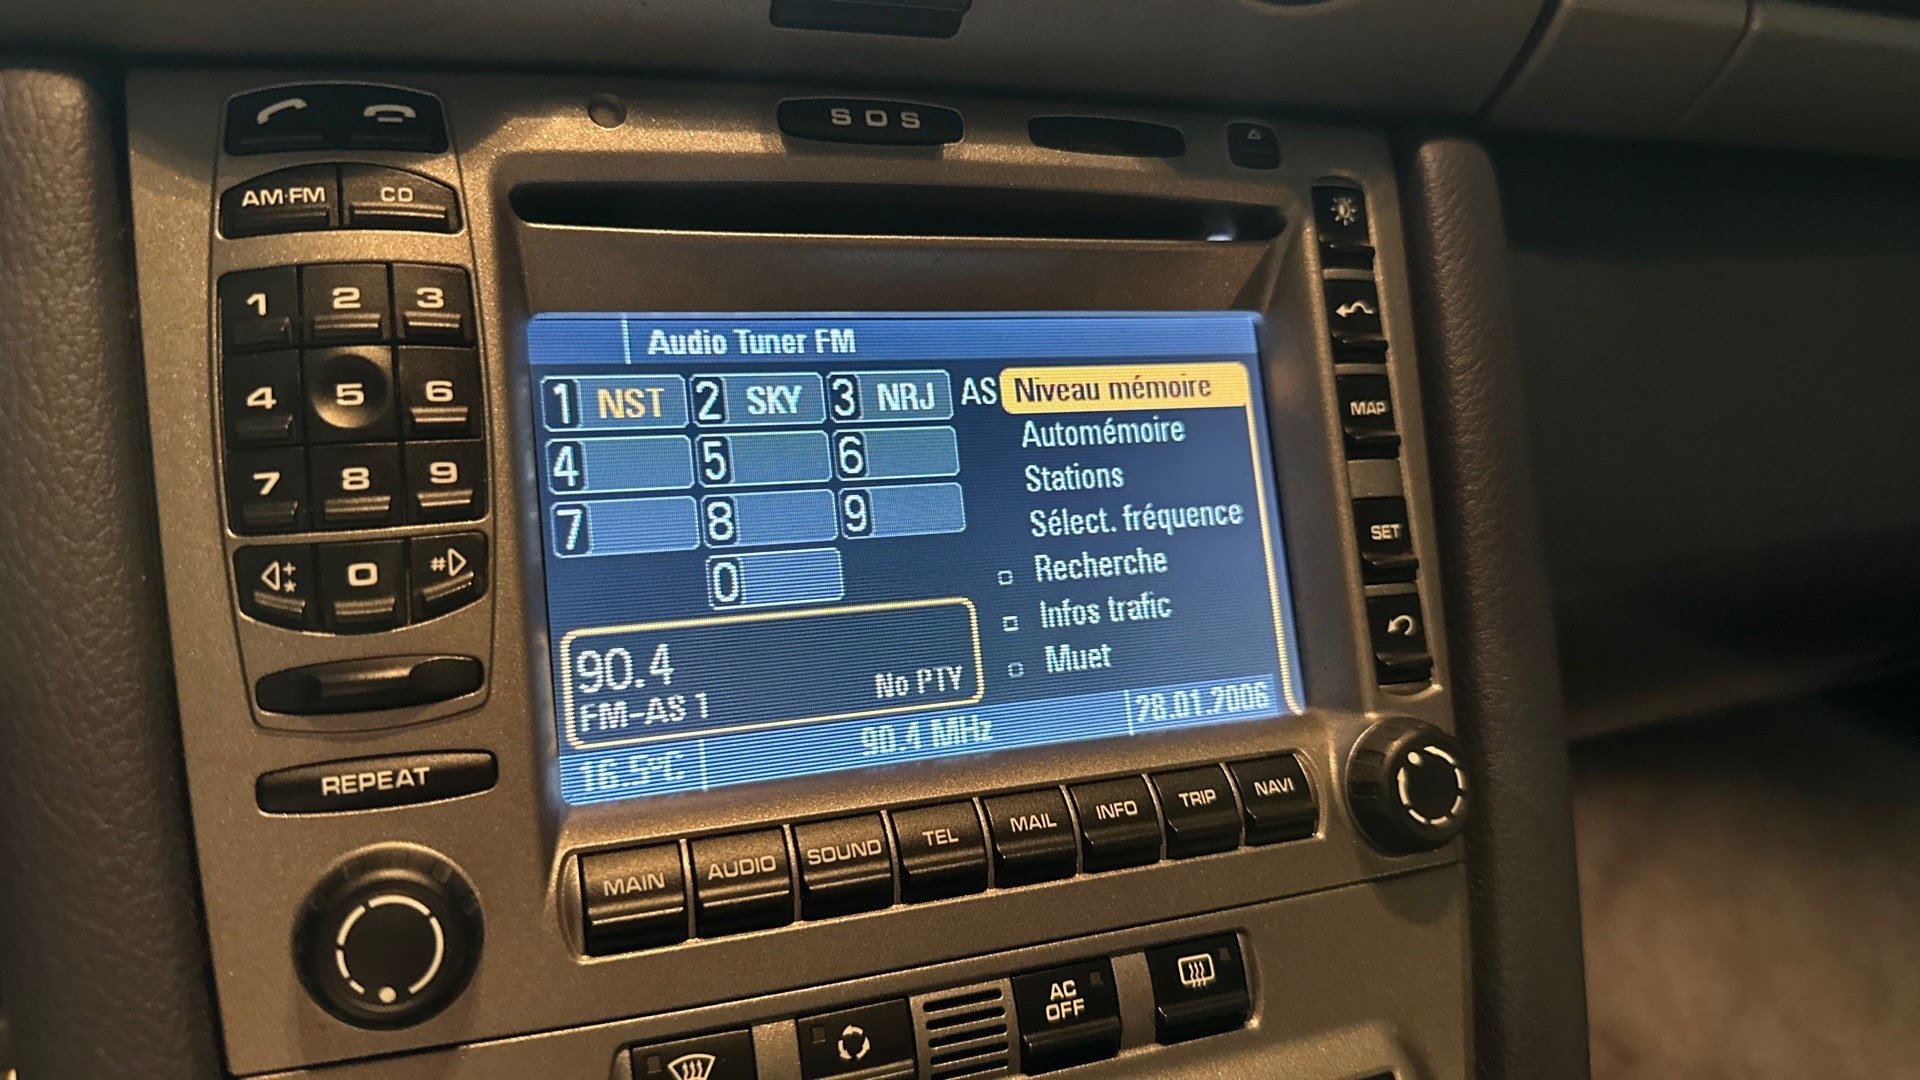 SOS
AM·FM CD
1 2 3
4 5 6
7 8 9
* + 0 #
REPEAT
Audio Tuner FM
1 NST 2 SKY 3 NRJ AS
4 5 6
7 8 9
0
Niveau mémoire
Automémoire
Stations
Sélect. fréquence
Recherche
Infos trafic
Muet
90.4
FM-AS 1 No PTY
16.5°C 90.4 MHz 28.01.2006
MAP
SET
MAIN AUDIO SOUND TEL MAIL INFO TRIP NAVI
AC
OFF